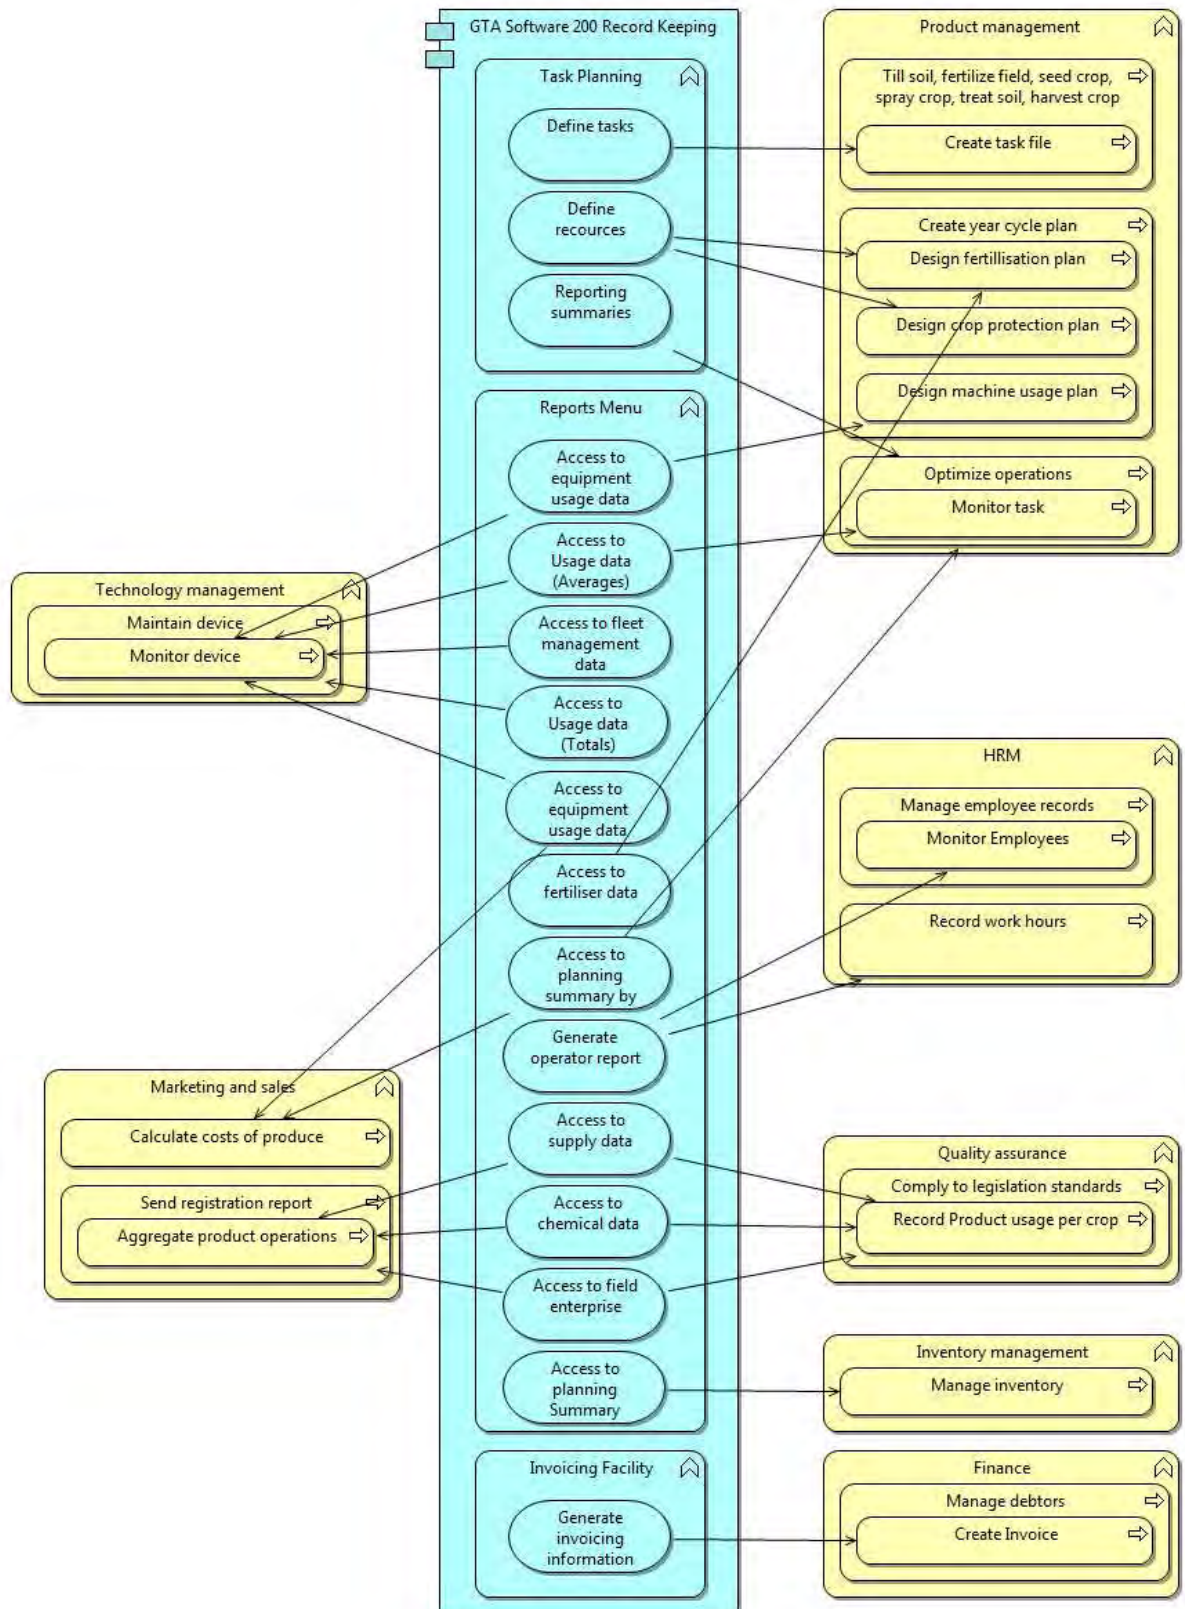 GTA Software 200 Record Keeping
Task Planning
Define tasks
Define
recources
Reporting
summaries
Reports Menu
Access to
equipment
usage data
Access to
Usage data
(Averages)
Access to fleet
management
data
Access to
Usage data
(Totals)
Access to
equipment
usage data
Access to
fertiliser data
Access to
planning
summary by
Generate
operator report
Access to
supply data
Access to
chemical data
Access to field
enterprise
Access to
planning
Summary
Invoicing Facility
Generate
invoicing
information
Technology management
Maintain device
Monitor device
Marketing and sales
Calculate costs of produce
Send registration report
Aggregate product operations
Product management
Till soil, fertilize field, seed crop,
spray crop, treat soil, harvest crop
Create task file
Create year cycle plan
Design fertillisation plan
Design crop protection plan
Design machine usage plan
Optimize operations
Monitor task
HRM
Manage employee records
Monitor Employees
Record work hours
Quality assurance
Comply to legislation standards
Record Product usage per crop
Inventory management
Manage inventory
Finance
Manage debtors
Create Invoice